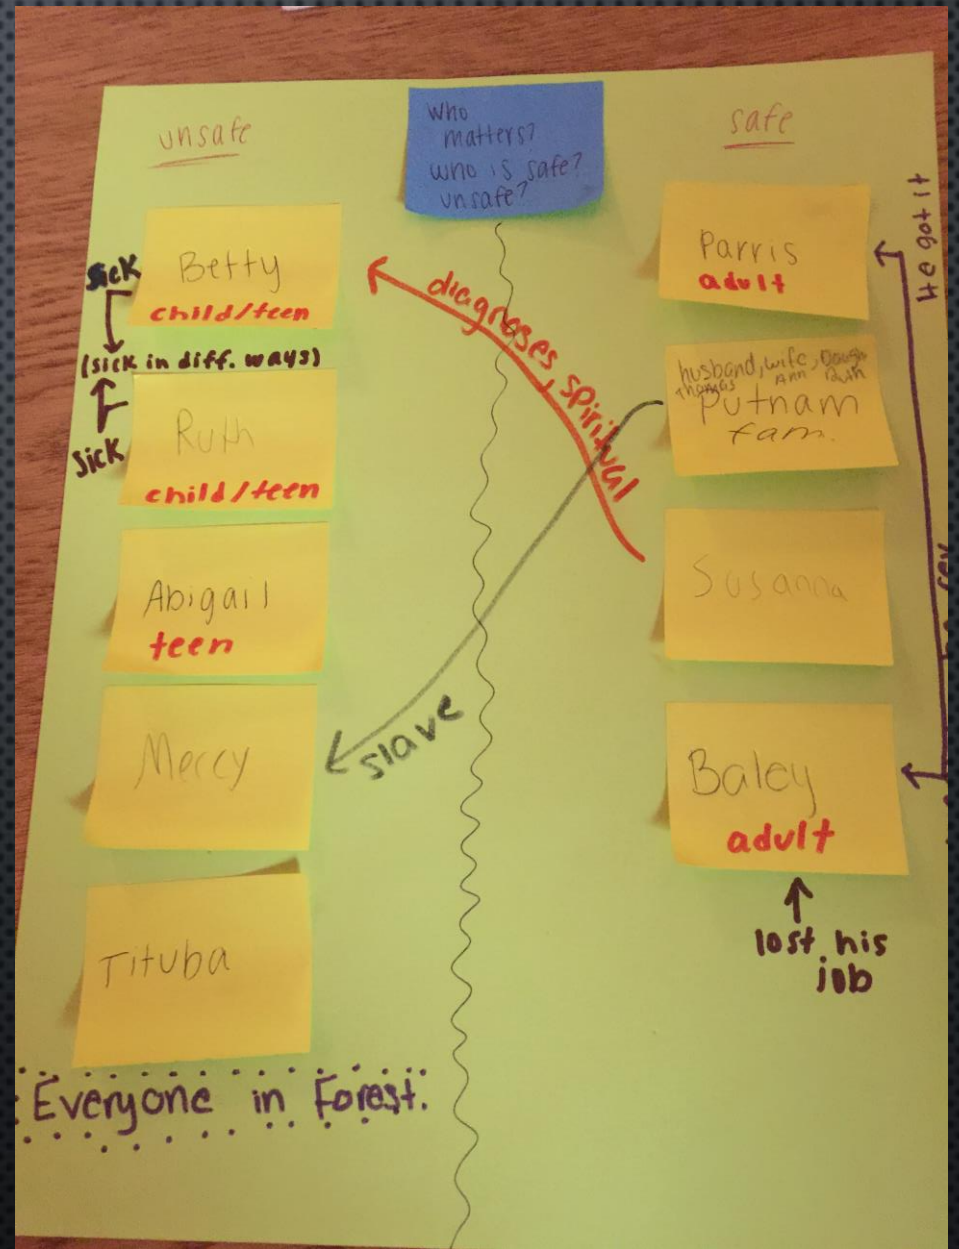 unsafe
who
matters?
who is safe?
unsafe?
safe
Betty
child/teen
sick
(sick in diff. ways)
sick
Ruth
child/teen
Abigail
teen
Mercy
Tituba
Everyone in Forest.
diagnoses, spiritual
slave
Parris
adult
He got it
husband, wife, Daugh
Thomas Ann Ruth
Putnam
fam.
Susanna
Baley
adult
lost his
job